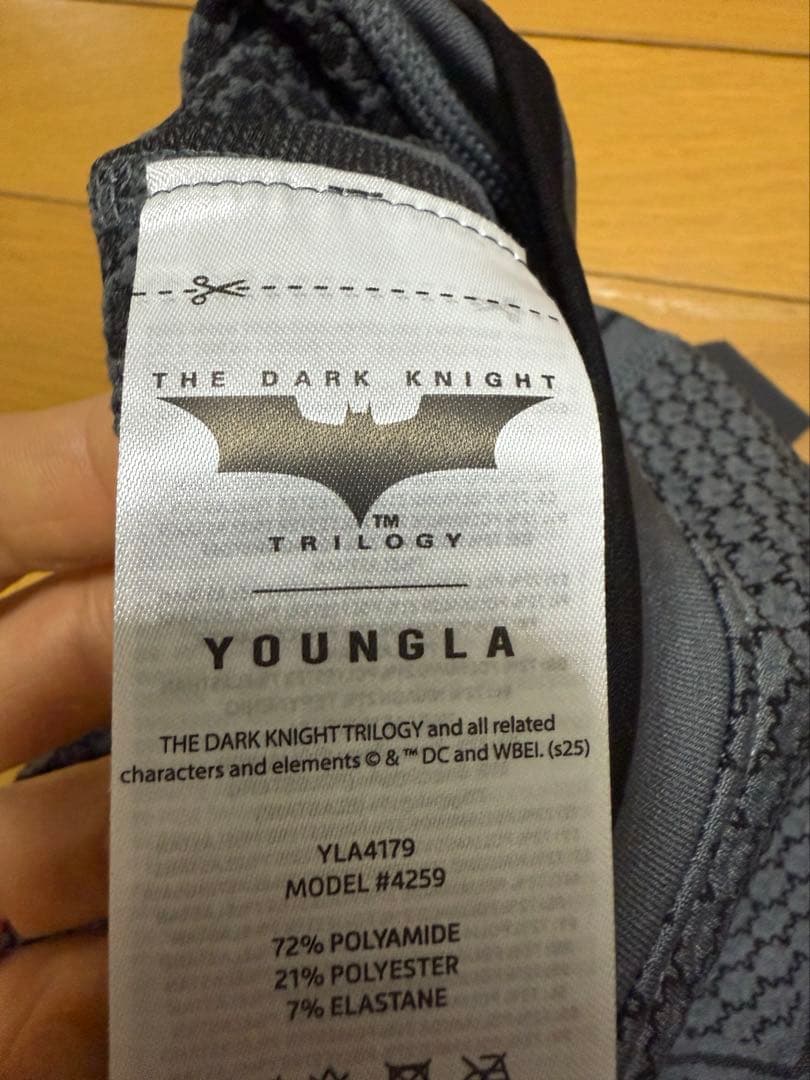 THE DARK KNIGHT
TM
TRILOGY
YOUNGLA
THE DARK KNIGHT TRILOGY and all related
characters and elements © & ™ DC and WBEI. (s25)
YLA4179
MODEL #4259
72% POLYAMIDE
21% POLYESTER
7% ELASTANE